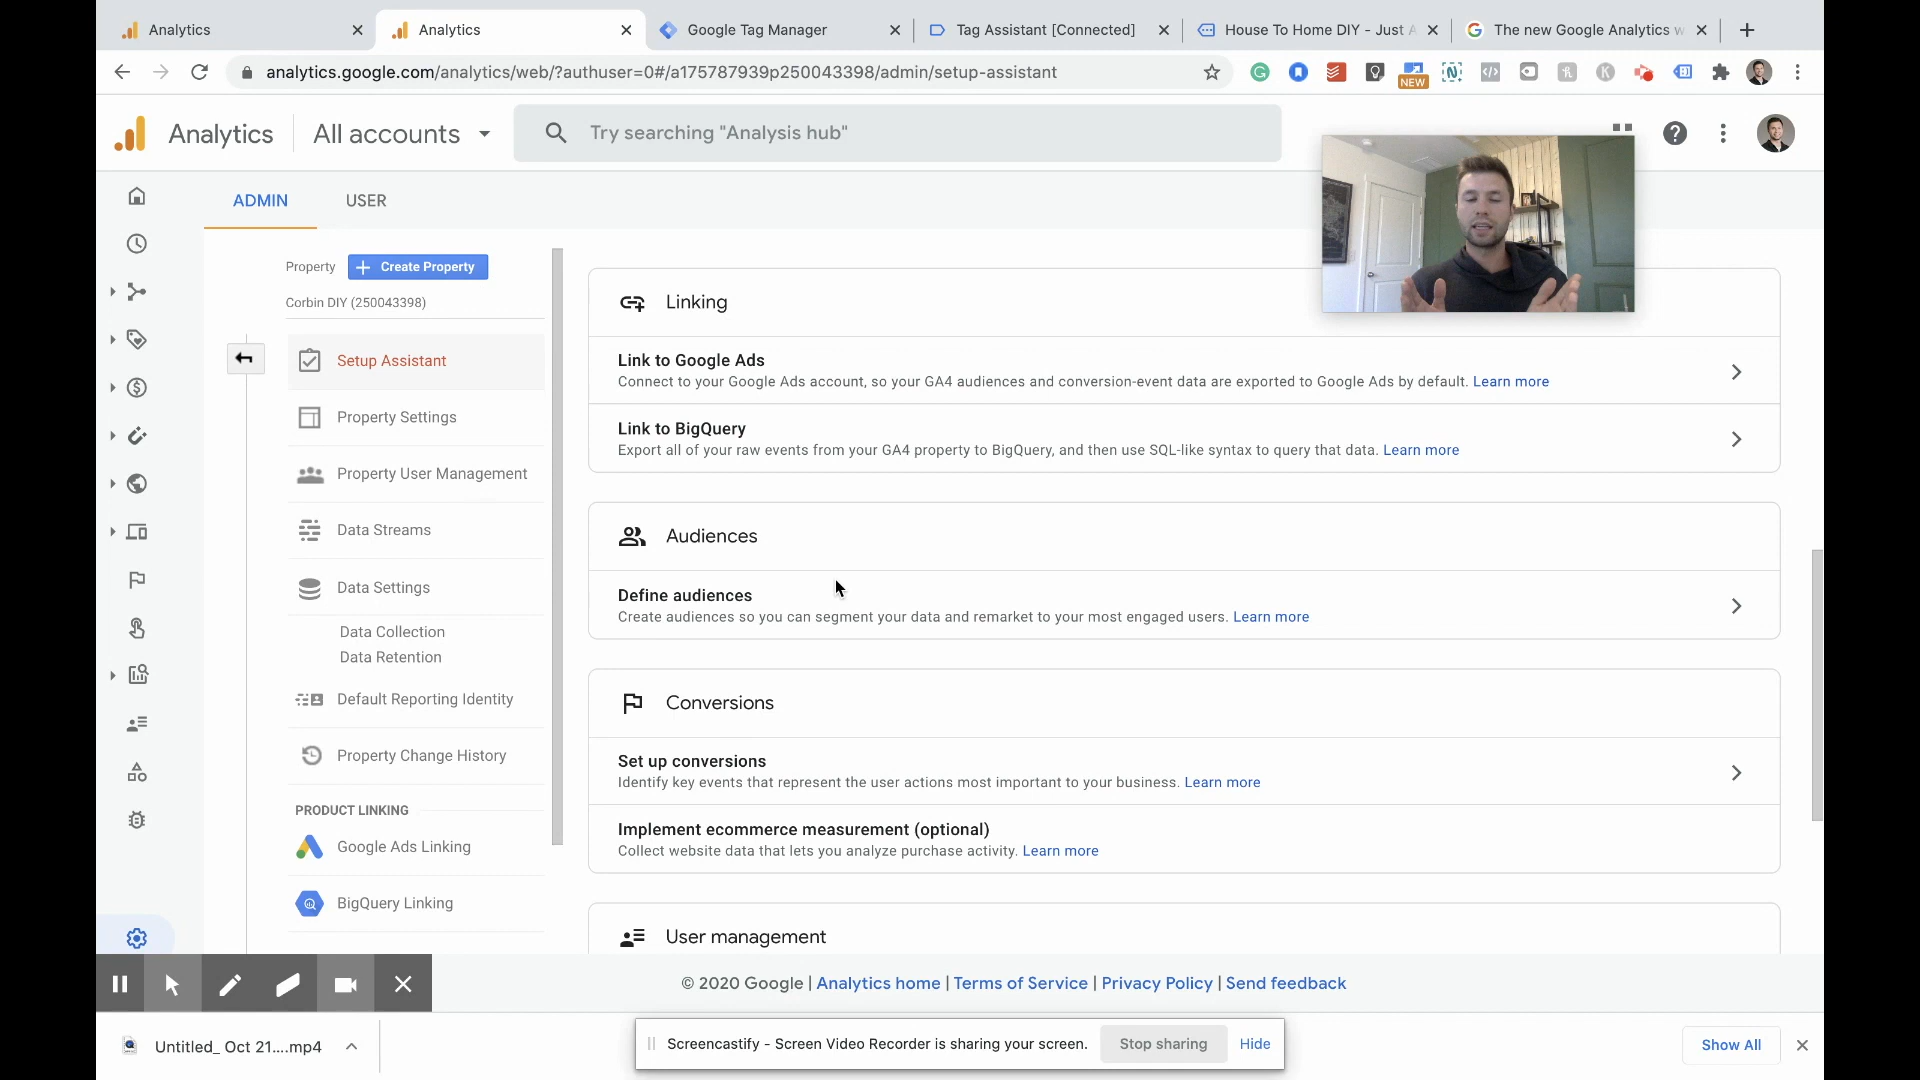 Analytics
Analytics
Google Tag Manager
Tag Assistant [Connected]
House To Home DIY - Just A
The new Google Analytics w
analytics.google.com/analytics/web/?authuser=0#/a175787939p250043398/admin/setup-assistant
NEW
Analytics
All accounts
Try searching "Analysis hub"
ADMIN
USER
Property
Create Property
Corbin DIY (250043398)
Setup Assistant
Property Settings
Property User Management
Data Streams
Data Settings
Data Collection
Data Retention
Default Reporting Identity
Property Change History
PRODUCT LINKING
Google Ads Linking
BigQuery Linking
Linking
Link to Google Ads
Connect to your Google Ads account, so your GA4 audiences and conversion-event data are exported to Google Ads by default. Learn more
Link to BigQuery
Export all of your raw events from your GA4 property to BigQuery, and then use SQL-like syntax to query that data. Learn more
Audiences
Define audiences
Create audiences so you can segment your data and remarket to your most engaged users. Learn more
Conversions
Set up conversions
Identify key events that represent the user actions most important to your business. Learn more
Implement ecommerce measurement (optional)
Collect website data that lets you analyze purchase activity. Learn more
User management
© 2020 Google | Analytics home | Terms of Service | Privacy Policy | Send feedback
Untitled_ Oct 21....mp4
Screencastify - Screen Video Recorder is sharing your screen.
Stop sharing
Hide
Show All